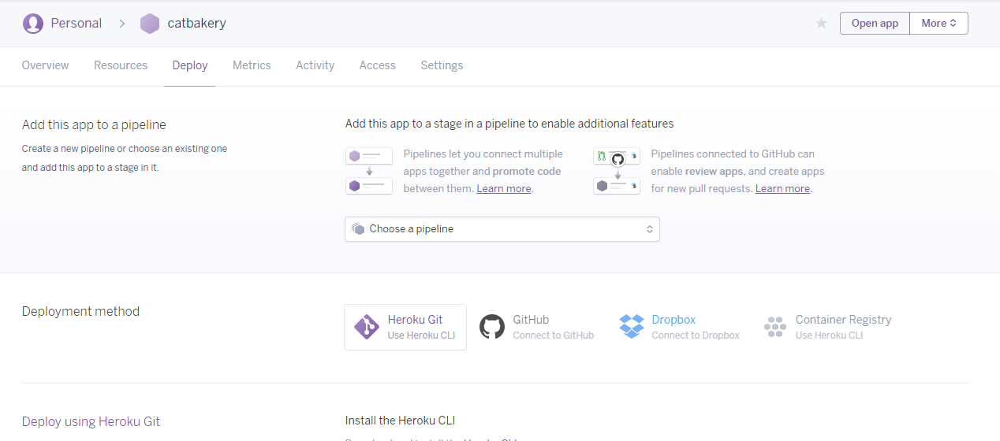 Personal
catbakery
Open app
More
Overview
Resources
Deploy
Metrics
Activity
Access
Settings
Add this app to a pipeline
Create a new pipeline or choose an existing one
and add this app to a stage in it.
Add this app to a stage in a pipeline to enable additional features
Pipelines let you connect multiple
apps together and promote code
between them. Learn more.
Pipelines connected to GitHub can
enable review apps, and create apps
for new pull requests. Learn more.
Choose a pipeline
Deployment method
Heroku Git
Use Heroku CLI
GitHub
Connect to GitHub
Dropbox
Connect to Dropbox
Container Registry
Use Heroku CLI
Deploy using Heroku Git
Install the Heroku CLI